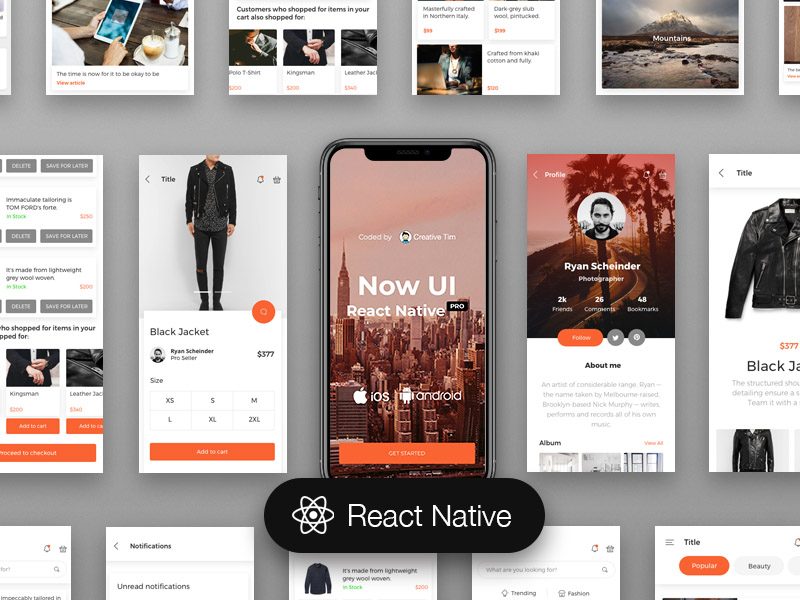 The time is now for it to be okay to be
View article
Customers who shopped for items in your
cart also shopped for:
Polo T-Shirt
$200
Kingsman
$200
Leather Jack
$340
Masterfully crafted
in Northern Italy.
$99
Dark-grey slub
wool, pintucked.
$199
Crafted from khaki
cotton and fully.
$120
Mountains
DELETE
SAVE FOR LATER
Immaculate tailoring is
TOM FORD's forte.
In Stock
$250
DELETE
SAVE FOR LATER
It's made from lightweight
grey wool woven.
In Stock
$200
DELETE
SAVE FOR LATER
who shopped for items in your
pped for:
Kingsman
$200
Add to cart
Leather Jac
$340
Add to ca
Proceed to checkout
Title
Black Jacket
Ryan Scheinder
Pro Seller
$377
Size
XS
S
M
L
XL
2XL
Add to cart
Coded by Creative Tim
Now UI
React Native PRO
iOS
android
GET STARTED
Profile
Ryan Scheinder
Photographer
2k
Friends
26
Comments
48
Bookmarks
Follow
About me
An artist of considerable range, Ryan —
the name taken by Melbourne-raised,
Brooklyn-based Nick Murphy — writes,
performs and records all of his own
music.
Album
View All
Title
$377
Black Ja
The structured shou
detailing ensure a s
Team it with a
React Native
for?
Impeccably tailored in
Notifications
Unread notifications
It's made from lightweight
grey wool woven.
In Stock
$200
What are you looking for?
Trending
Fashion
Title
Popular
Beauty